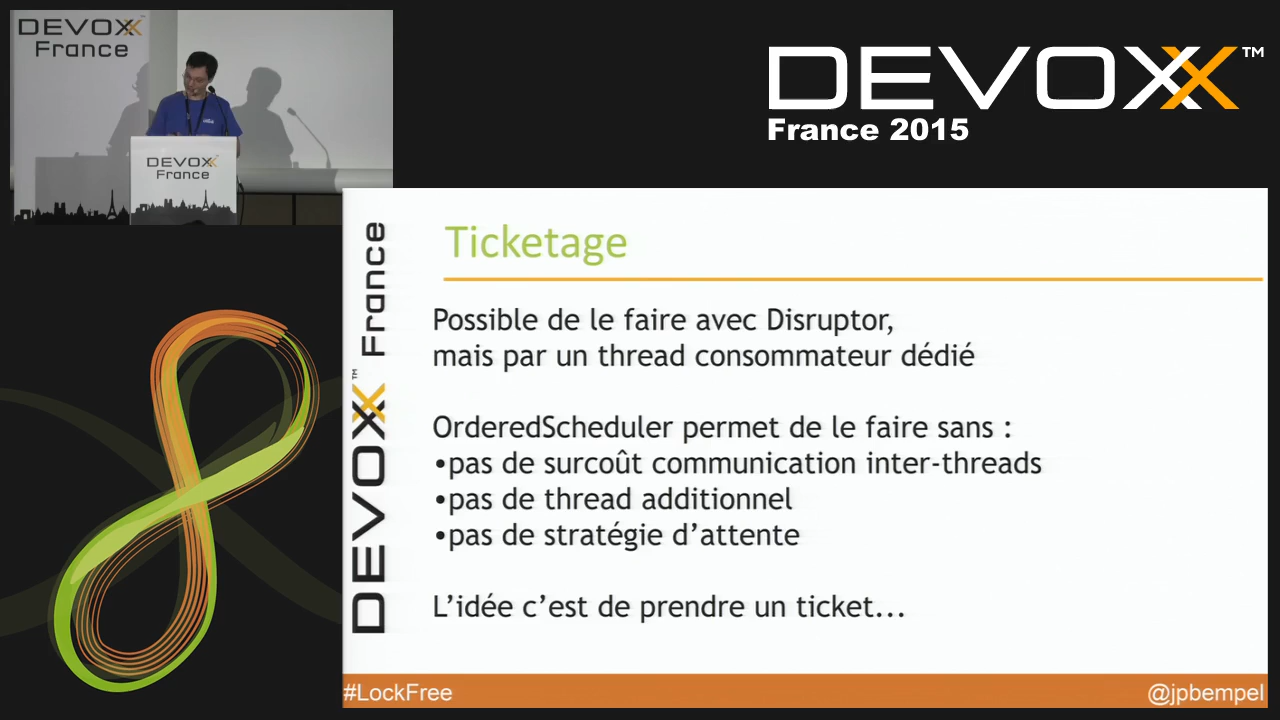 DEVOXX
France
DEVOXX
France
DEVOXX™
France 2015
DEVOXX™ France
Ticketage
Possible de le faire avec Disruptor,
mais par un thread consommateur dédié
OrderedScheduler permet de le faire sans :
•pas de surcoût communication inter-threads
•pas de thread additionnel
•pas de stratégie d’attente
L’idée c’est de prendre un ticket...
#LockFree
@jpbempel